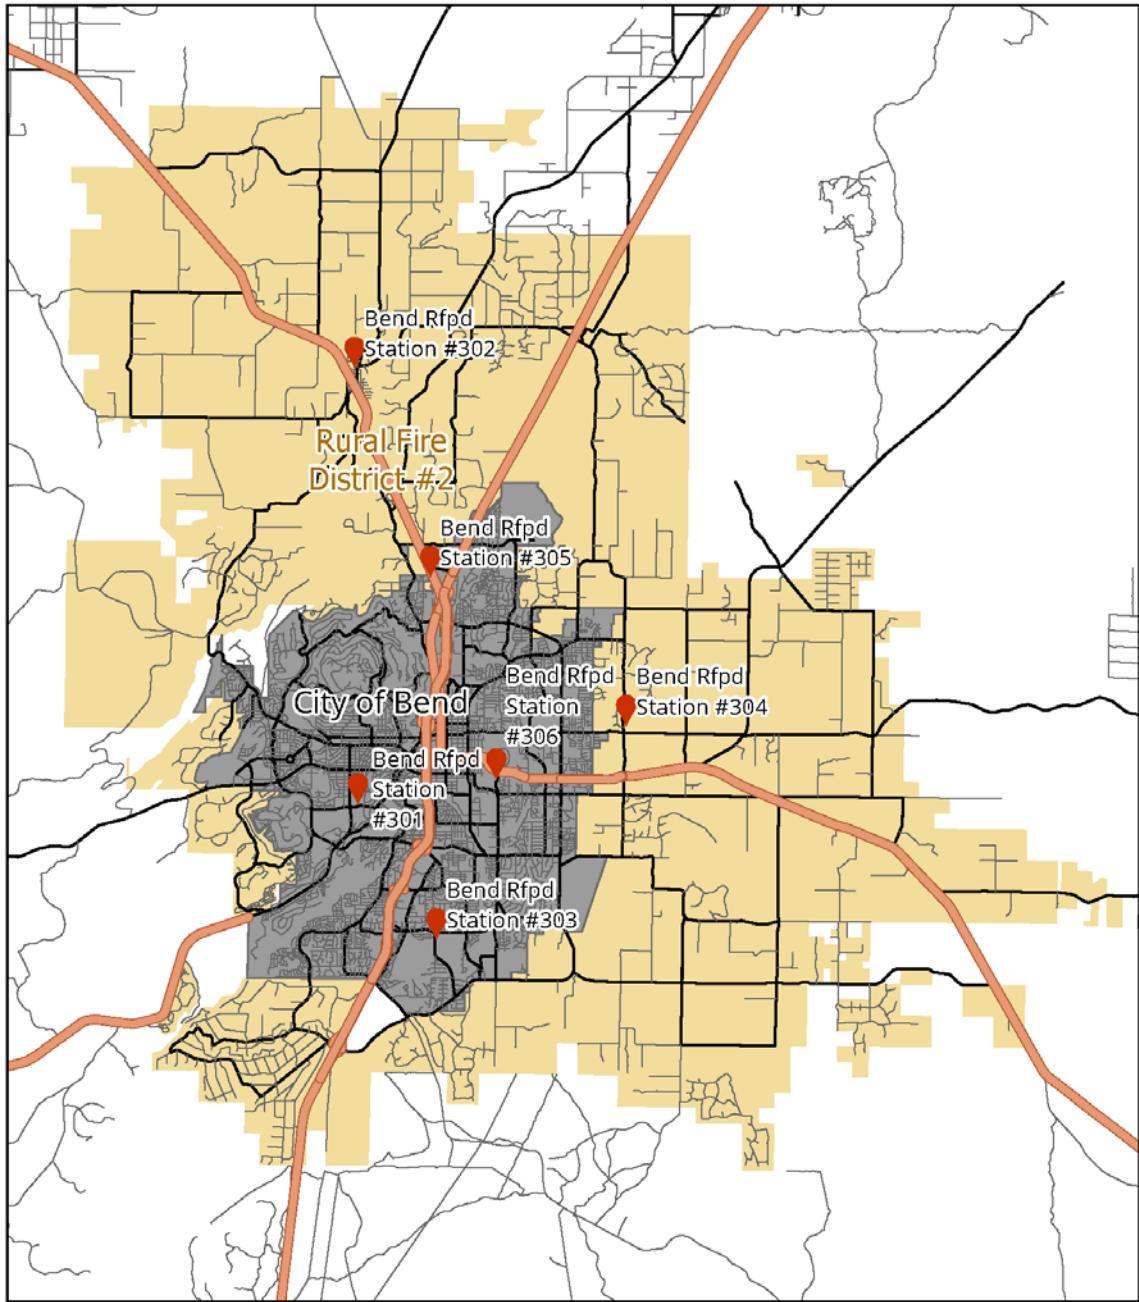 Bend Rfpd
Station #302
Rural Fire
District #2
Bend Rfpd
Station #305
Bend Rfpd
Station
#306
Bend Rfpd
Station #304
City of Bend
Bend Rfpd
Station
#301
Bend Rfpd
Station #303